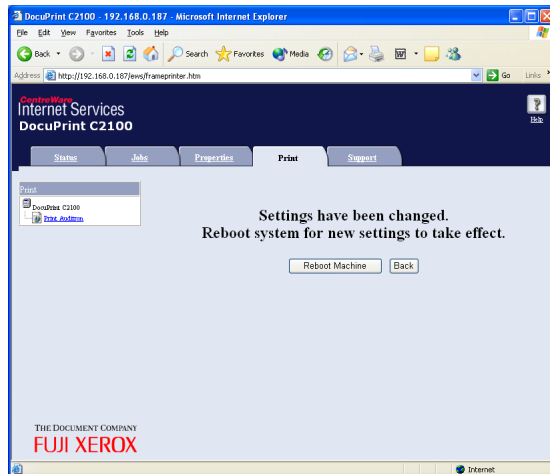 DocuPrint C2100 - 192.168.0.187 - Microsoft Internet Explorer
File Edit View Favorites Tools Help
Back Search Favorites Media W
Address http://192.168.0.187/ews/frameprinter.htm Go Links »
CentreWare
Internet Services
DocuPrint C2100
? Help
Status Jobs Properties Print Support
Print
DocuPrint C2100
Print Auditron
Settings have been changed.
Reboot system for new settings to take effect.
Reboot Machine Back
THE DOCUMENT COMPANY
FUJI XEROX
Internet